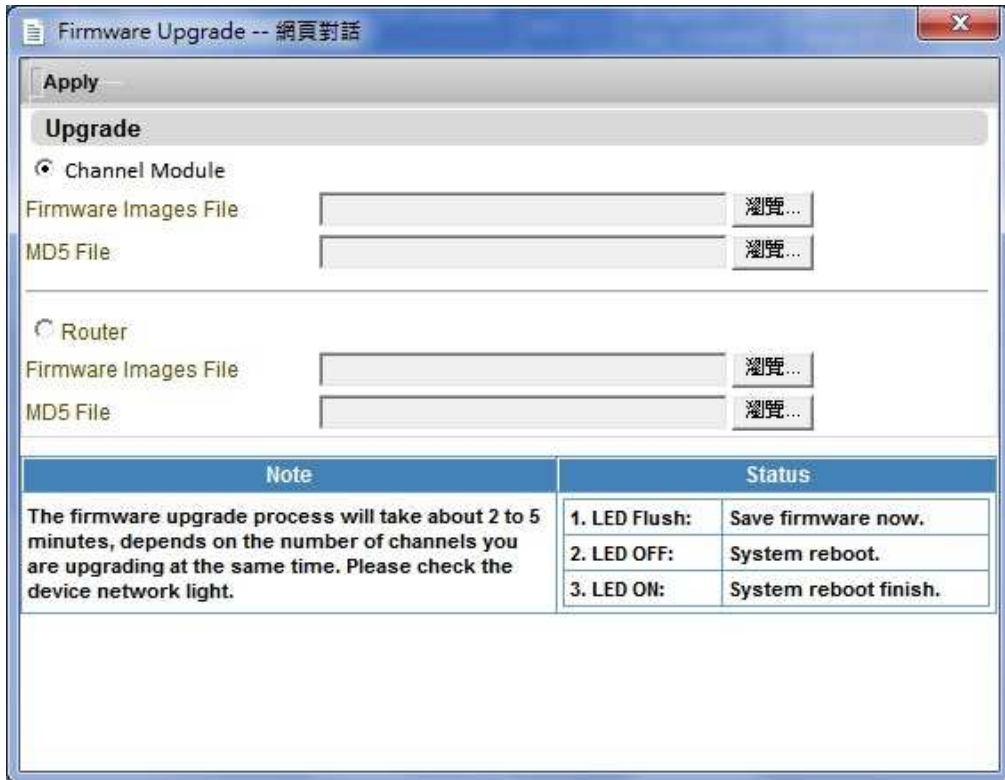 Firmware Upgrade -- 網頁對話
X
Apply
Upgrade
Channel Module
Firmware Images File 瀏覽...
MD5 File 瀏覽...
Router
Firmware Images File 瀏覽...
MD5 File 瀏覽...
Note
The firmware upgrade process will take about 2 to 5
minutes, depends on the number of channels you
are upgrading at the same time. Please check the
device network light.
Status
1. LED Flush: Save firmware now.
2. LED OFF: System reboot.
3. LED ON: System reboot finish.